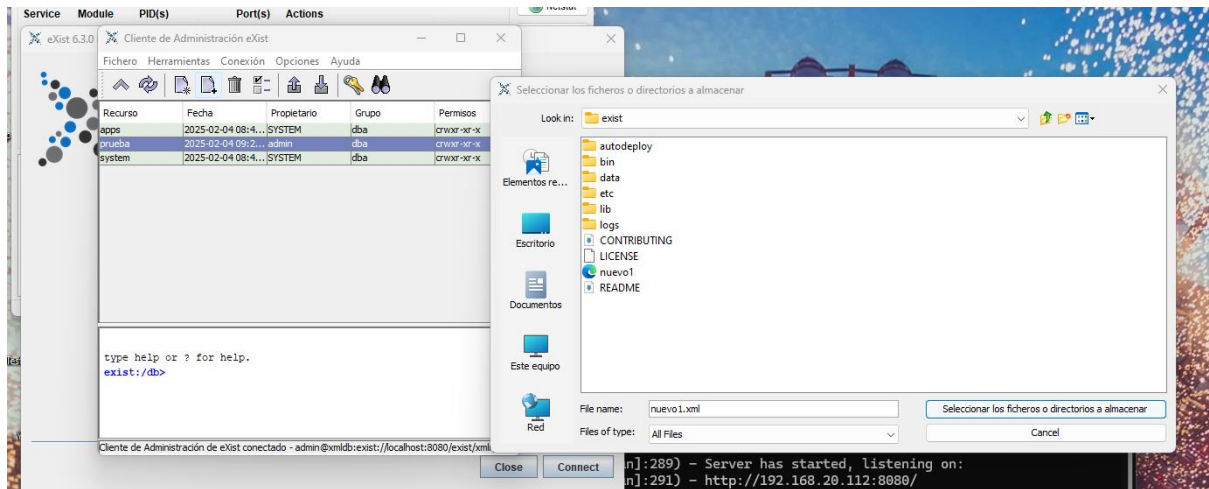 Service Module PID(s) Port(s) Actions
Netstat
eXist 6.3.0
Cliente de Administración eXist
Fichero Herramientas Conexión Opciones Ayuda
Recurso Fecha Propietario Grupo Permisos
apps 2025-02-04 08:4... SYSTEM dba crwxr-xr-x
prueba 2025-02-04 09:2... admin dba crwxr-xr-x
system 2025-02-04 08:4... SYSTEM dba crwxr-xr-x
type help or ? for help.
exist:/db>
Cliente de Administración de eXist conectado - admin@xmldb:exist://localhost:8080/exist/xml
Close Connect
Seleccionar los ficheros o directorios a almacenar
Look in: exist
Elementos re...
Escritorio
Documentos
Este equipo
Red
autodeploy
bin
data
etc
lib
logs
CONTRIBUTING
LICENSE
nuevo1
README
File name: nuevo1.xml Seleccionar los ficheros o directorios a almacenar
Files of type: All Files Cancel
n]:289) – Server has started, listening on:
n]:291) – http://192.168.20.112:8080/